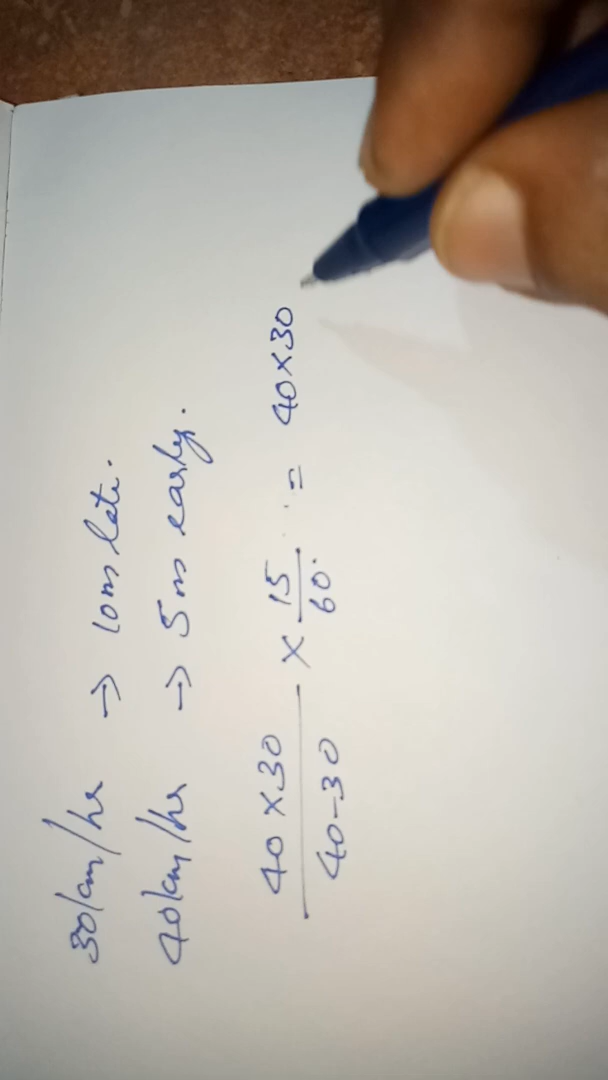 30km/hr → 10m late.
40km/hr → 5m early.
40×30
40-30
× 15
60
= 40×30